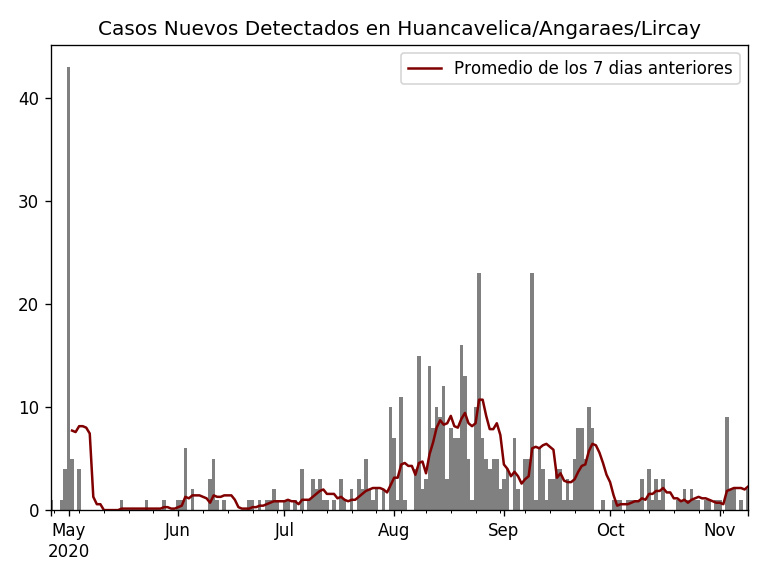 Casos Nuevos Detectados en Huancavelica/Angaraes/Lircay
Promedio de los 7 dias anteriores
40
30
20
10
0
May Jun Jul Aug Sep Oct Nov
2020